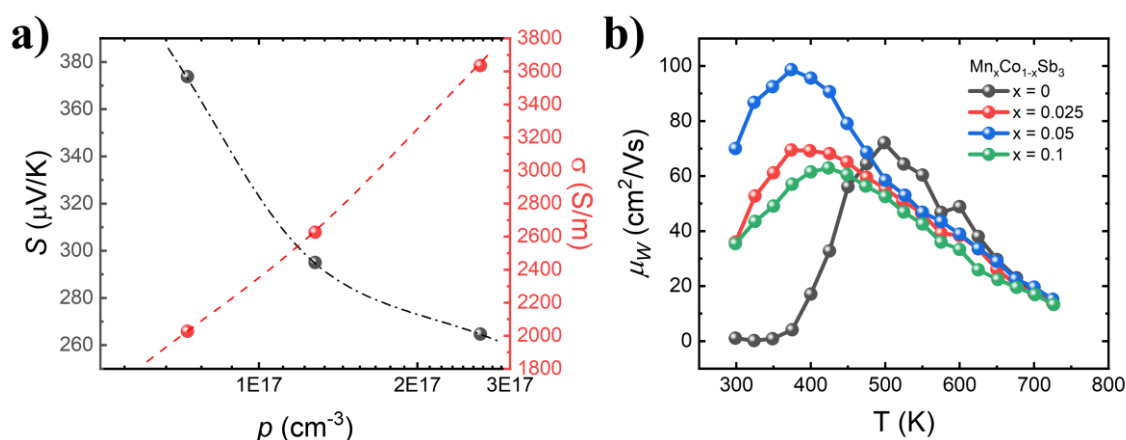 a)
S (μV/K)
380
360
340
320
300
280
260
σ (S/m)
3800
3600
3400
3200
3000
2800
2600
2400
2200
2000
1800
1E17
2E17
3E17
p (cm⁻³)
b)
μ_W (cm²/Vs)
100
80
60
40
20
0
MnₓCo₁₋ₓSb₃
x = 0
x = 0.025
x = 0.05
x = 0.1
300
400
500
600
700
800
T (K)